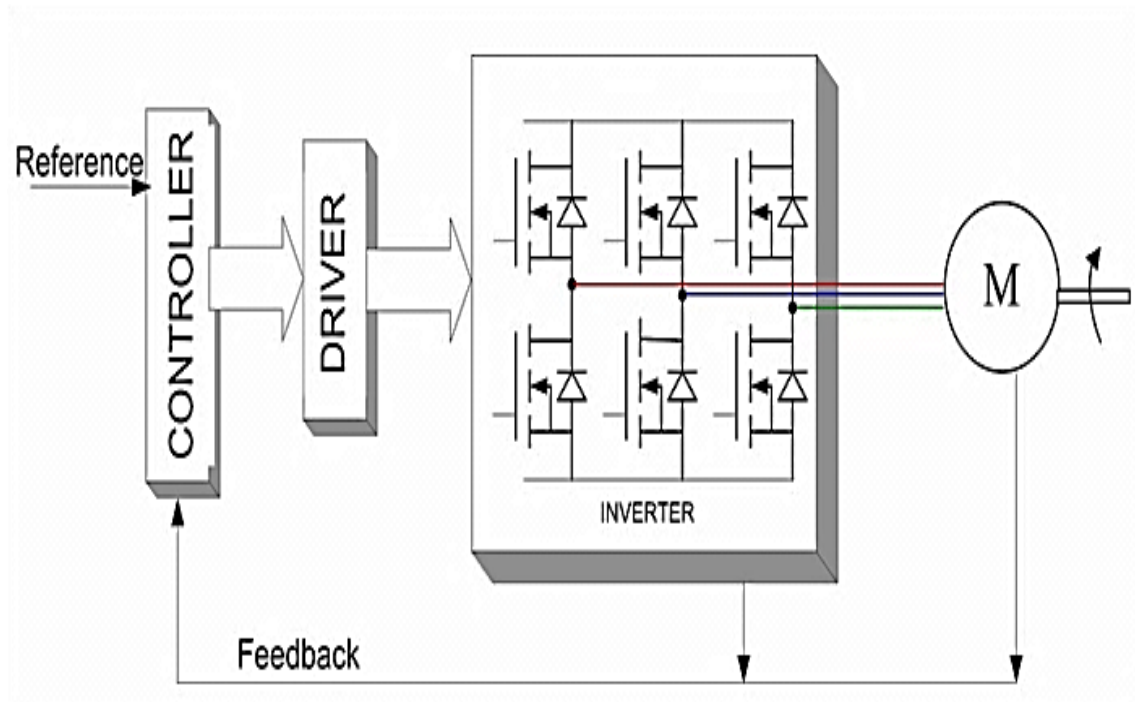 Reference
CONTROLLER
DRIVER
INVERTER
M
Feedback